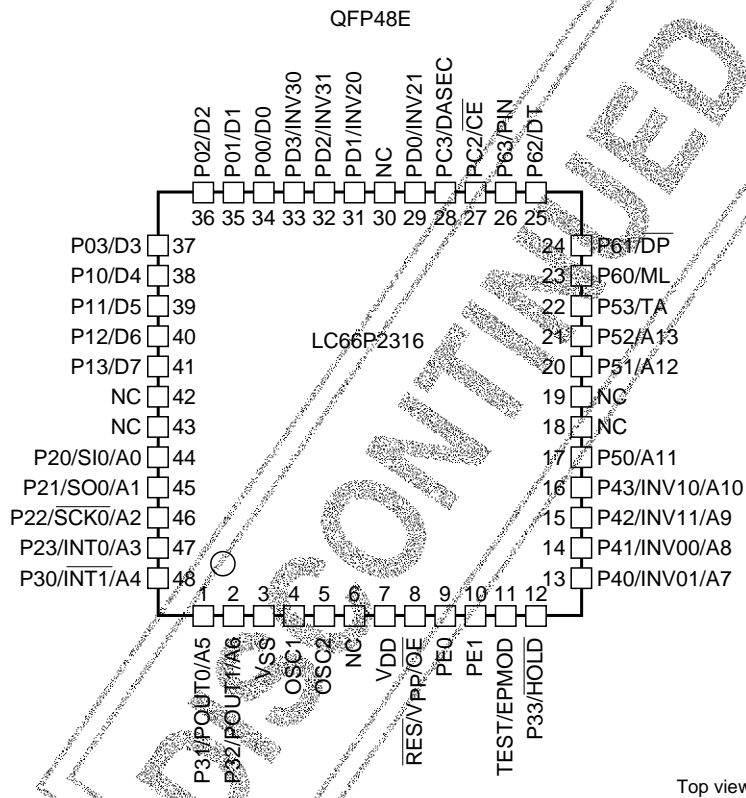 QFP48E
P02/D2
P01/D1
P00/D0
PD3/INV30
PD2/INV31
PD1/INV20
NC
PD0/INV21
PC3/DASEC
PC2/CE
P63/PIN
P62/DT
36 35 34 33 32 31 30 29 28 27 26 25
P03/D3 37
P10/D4 38
P11/D5 39
P12/D6 40
P13/D7 41
NC 42
NC 43
P20/SI0/A0 44
P21/SO0/A1 45
P22/SCK0/A2 46
P23/INT0/A3 47
P30/INT1/A4 48
LC66P2316
24 P61/DP
23 P60/ML
22 P53/TA
21 P52/A13
20 P51/A12
19 NC
18 NC
17 P50/A11
16 P43/INV10/A10
15 P42/INV11/A9
14 P41/INV00/A8
13 P40/INV01/A7
1 2 3 4 5 6 7 8 9 10 11 12
P31/POUT0/A5
P32/POUT1/A6
VSS
OSC1
OSC2
NC
VDD
RES/VPP/OE
PE0
PE1
TEST/EPMOD
P33/HOLD
Top view
DISCONTINUED